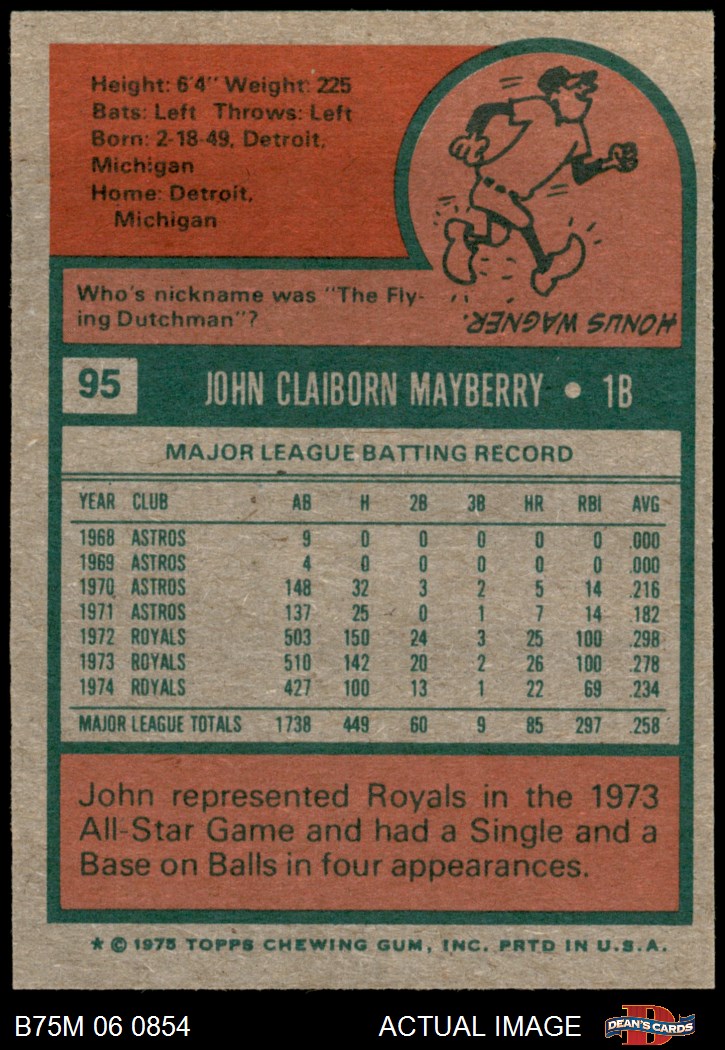 Height: 6'4" Weight: 225
Bats: Left Throws: Left
Born: 2-18-49, Detroit,
Michigan
Home: Detroit,
Michigan
Who's nickname was "The Fly-
ing Dutchman"?
HONUS WAGNER.
95 JOHN CLAIBORN MAYBERRY • 1B
MAJOR LEAGUE BATTING RECORD
YEAR CLUB AB H 2B 3B HR RBI AVG
1968 ASTROS 9 0 0 0 0 0 .000
1969 ASTROS 4 0 0 0 0 0 .000
1970 ASTROS 148 32 3 2 5 14 .216
1971 ASTROS 137 25 0 1 7 14 .182
1972 ROYALS 503 150 24 3 25 100 .298
1973 ROYALS 510 142 20 2 26 100 .278
1974 ROYALS 427 100 13 1 22 69 .234
MAJOR LEAGUE TOTALS 1738 449 60 9 85 297 .258
John represented Royals in the 1973
All-Star Game and had a Single and a
Base on Balls in four appearances.
* © 1975 TOPPS CHEWING GUM, INC. PRTD IN U.S.A.
B75M 06 0854 ACTUAL IMAGE D DEAN'S CARDS